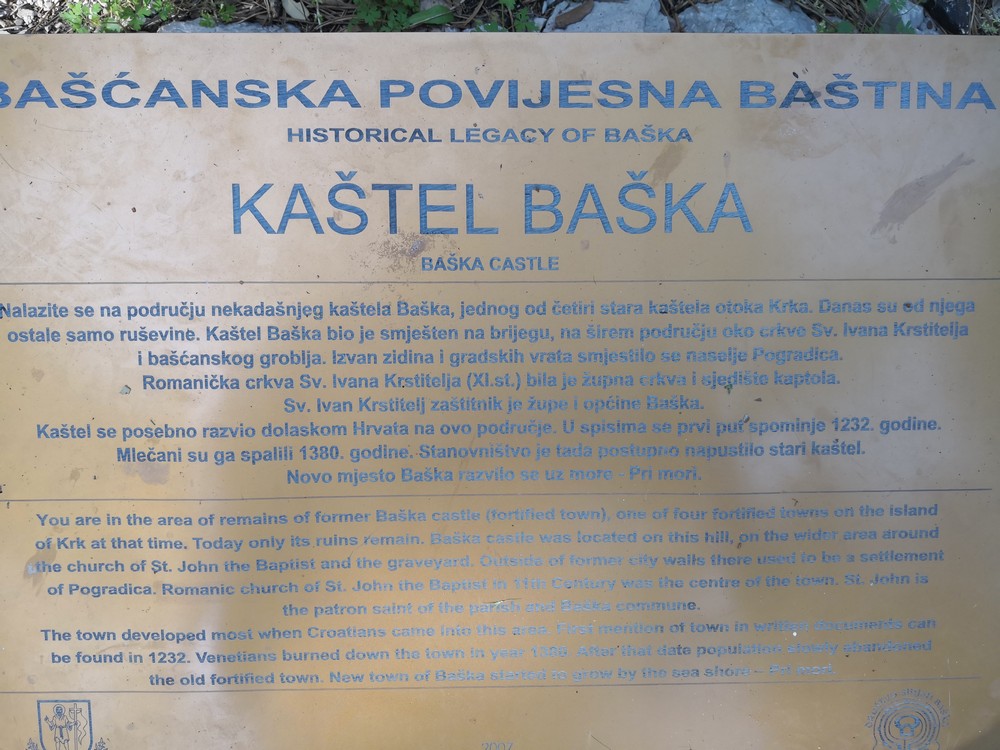 BAŠĆANSKA POVIJESNA BAŠTINA
HISTORICAL LEGACY OF BAŠKA
KAŠTEL BAŠKA
BAŠKA CASTLE
Nalazite se na području nekadašnjeg kaštela Baška, jednog od četiri stara kaštela otoka Krka. Danas su od njega
ostale samo ruševine. Kaštel Baška bio je smješten na brijegu, na širem području oko crkve Sv. Ivana Krstitelja
i bašćanskog groblja. Izvan zidina i gradskih vrata smjestilo se naselje Pogradica.
Romanička crkva Sv. Ivana Krstitelja (XI.st.) bila je župna crkva i sjedište kaptola.
Sv. Ivan Krstitelj zaštitnik je župe i općine Baška.
Kaštel se posebno razvio dolaskom Hrvata na ovo područje. U spisima se prvi put spominje 1232. godine.
Mlečani su ga spalili 1380. godine. Stanovništvo je tada postupno napustilo stari kaštel.
Novo mjesto Baška razvilo se uz more - Pri mori.
You are in the area of remains of former Baška castle (fortified town), one of four fortified towns on the island
of Krk at that time. Today only its ruins remain. Baška castle was located on this hill, on the wider area around
the church of St. John the Baptist and the graveyard. Outside of former city walls there used to be a settlement
of Pogradica. Romanic church of St. John the Baptist in 11th Century was the centre of the town. St. John is
the patron saint of the parish and Baška commune.
The town developed most when Croatians came into this area. First mention of town in written documents can
be found in 1232. Venetians burned down the town in year 1380. After that date population slowly abandoned
the old fortified town. New town of Baška started to grow by the sea shore - Pri mori.